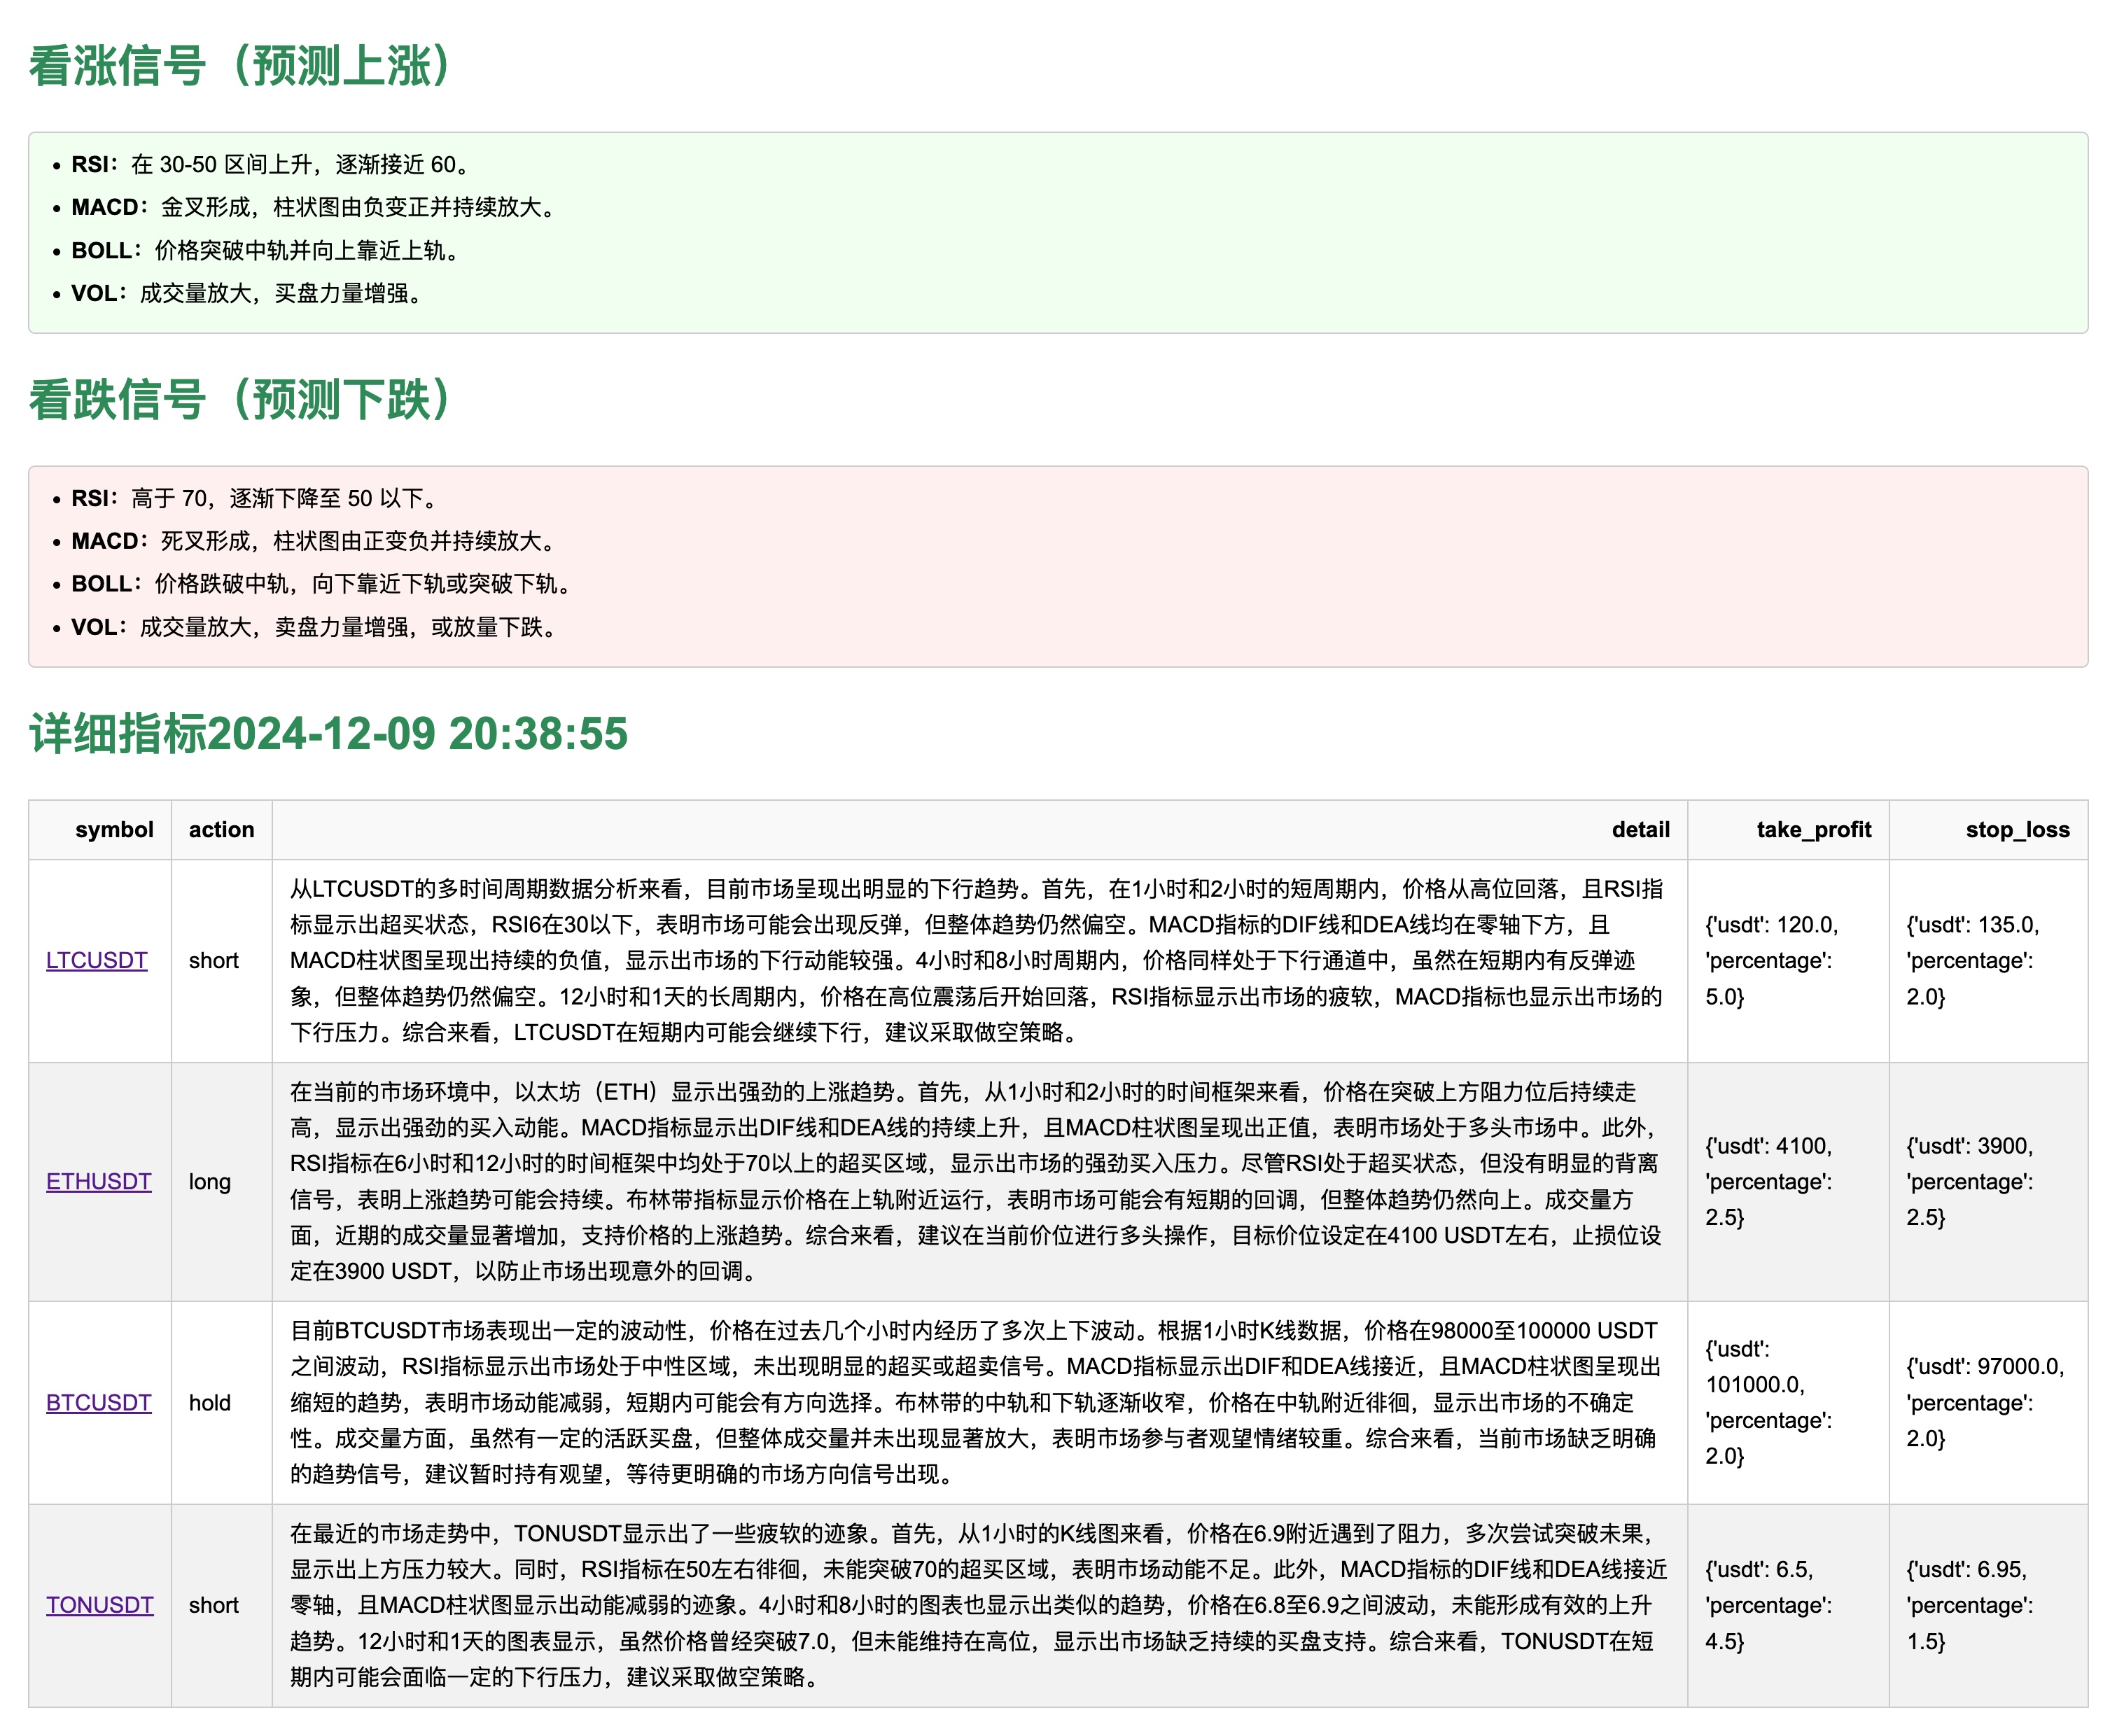 看涨信号（预测上涨）
• RSI：在 30-50 区间上升，逐渐接近 60。
• MACD：金叉形成，柱状图由负变正并持续放大。
• BOLL：价格突破中轨并向上靠近上轨。
• VOL：成交量放大，买盘力量增强。
看跌信号（预测下跌）
• RSI：高于 70，逐渐下降至 50 以下。
• MACD：死叉形成，柱状图由正变负并持续放大。
• BOLL：价格跌破中轨，向下靠近下轨或突破下轨。
• VOL：成交量放大，卖盘力量增强，或放量下跌。
详细指标2024-12-09 20:38:55
symbol action detail take_profit stop_loss
LTCUSDT
short
从LTCUSDT的多时间周期数据分析来看，目前市场呈现出明显的下行趋势。首先，在1小时和2小时的短周期内，价格从高位回落，且RSI指
标显示出超买状态，RSI6在30以下，表明市场可能会出现反弹，但整体趋势仍然偏空。MACD指标的DIF线和DEA线均在零轴下方，且
MACD柱状图呈现出持续的负值，显示出市场的下行动能较强。4小时和8小时周期内，价格同样处于下行通道中，虽然在短期内有反弹迹
象，但整体趋势仍然偏空。12小时和1天的长周期内，价格在高位震荡后开始回落，RSI指标显示出市场的疲软，MACD指标也显示出市场的
下行压力。综合来看，LTCUSDT在短期内可能会继续下行，建议采取做空策略。
{'usdt': 120.0,
'percentage':
5.0}
{'usdt': 135.0,
'percentage':
2.0}
ETHUSDT
long
在当前的市场环境中，以太坊（ETH）显示出强劲的上涨趋势。首先，从1小时和2小时的时间框架来看，价格在突破上方阻力位后持续走
高，显示出强劲的买入动能。MACD指标显示出DIF线和DEA线的持续上升，且MACD柱状图呈现出正值，表明市场处于多头市场中。此外，
RSI指标在6小时和12小时的时间框架中均处于70以上的超买区域，显示出市场的强劲买入压力。尽管RSI处于超买状态，但没有明显的背离
信号，表明上涨趋势可能会持续。布林带指标显示价格在上轨附近运行，表明市场可能会有短期的回调，但整体趋势仍然向上。成交量方
面，近期的成交量显著增加，支持价格的上涨趋势。综合来看，建议在当前价位进行多头操作，目标价位设定在4100 USDT左右，止损位设
定在3900 USDT，以防止市场出现意外的回调。
{'usdt': 4100,
'percentage':
2.5}
{'usdt': 3900,
'percentage':
2.5}
BTCUSDT
hold
目前BTCUSDT市场表现出一定的波动性，价格在过去几个小时内经历了多次上下波动。根据1小时K线数据，价格在98000至100000 USDT
之间波动，RSI指标显示出市场处于中性区域，未出现明显的超买或超卖信号。MACD指标显示出DIF和DEA线接近，且MACD柱状图呈现出
缩短的趋势，表明市场动能减弱，短期内可能会有方向选择。布林带的中轨和下轨逐渐收窄，价格在中轨附近徘徊，显示出市场的不确定
性。成交量方面，虽然有一定的活跃买盘，但整体成交量并未出现显著放大，表明市场参与者观望情绪较重。综合来看，当前市场缺乏明确
的趋势信号，建议暂时持有观望，等待更明确的市场方向信号出现。
{'usdt':
101000.0,
'percentage':
2.0}
{'usdt': 97000.0,
'percentage':
2.0}
TONUSDT
short
在最近的市场走势中，TONUSDT显示出了一些疲软的迹象。首先，从1小时的K线图来看，价格在6.9附近遇到了阻力，多次尝试突破未果，
显示出上方压力较大。同时，RSI指标在50左右徘徊，未能突破70的超买区域，表明市场动能不足。此外，MACD指标的DIF线和DEA线接近
零轴，且MACD柱状图显示出动能减弱的迹象。4小时和8小时的图表也显示出类似的趋势，价格在6.8至6.9之间波动，未能形成有效的上升
趋势。12小时和1天的图表显示，虽然价格曾经突破7.0，但未能维持在高位，显示出市场缺乏持续的买盘支持。综合来看，TONUSDT在短
期内可能会面临一定的下行压力，建议采取做空策略。
{'usdt': 6.5,
'percentage':
4.5}
{'usdt': 6.95,
'percentage':
1.5}